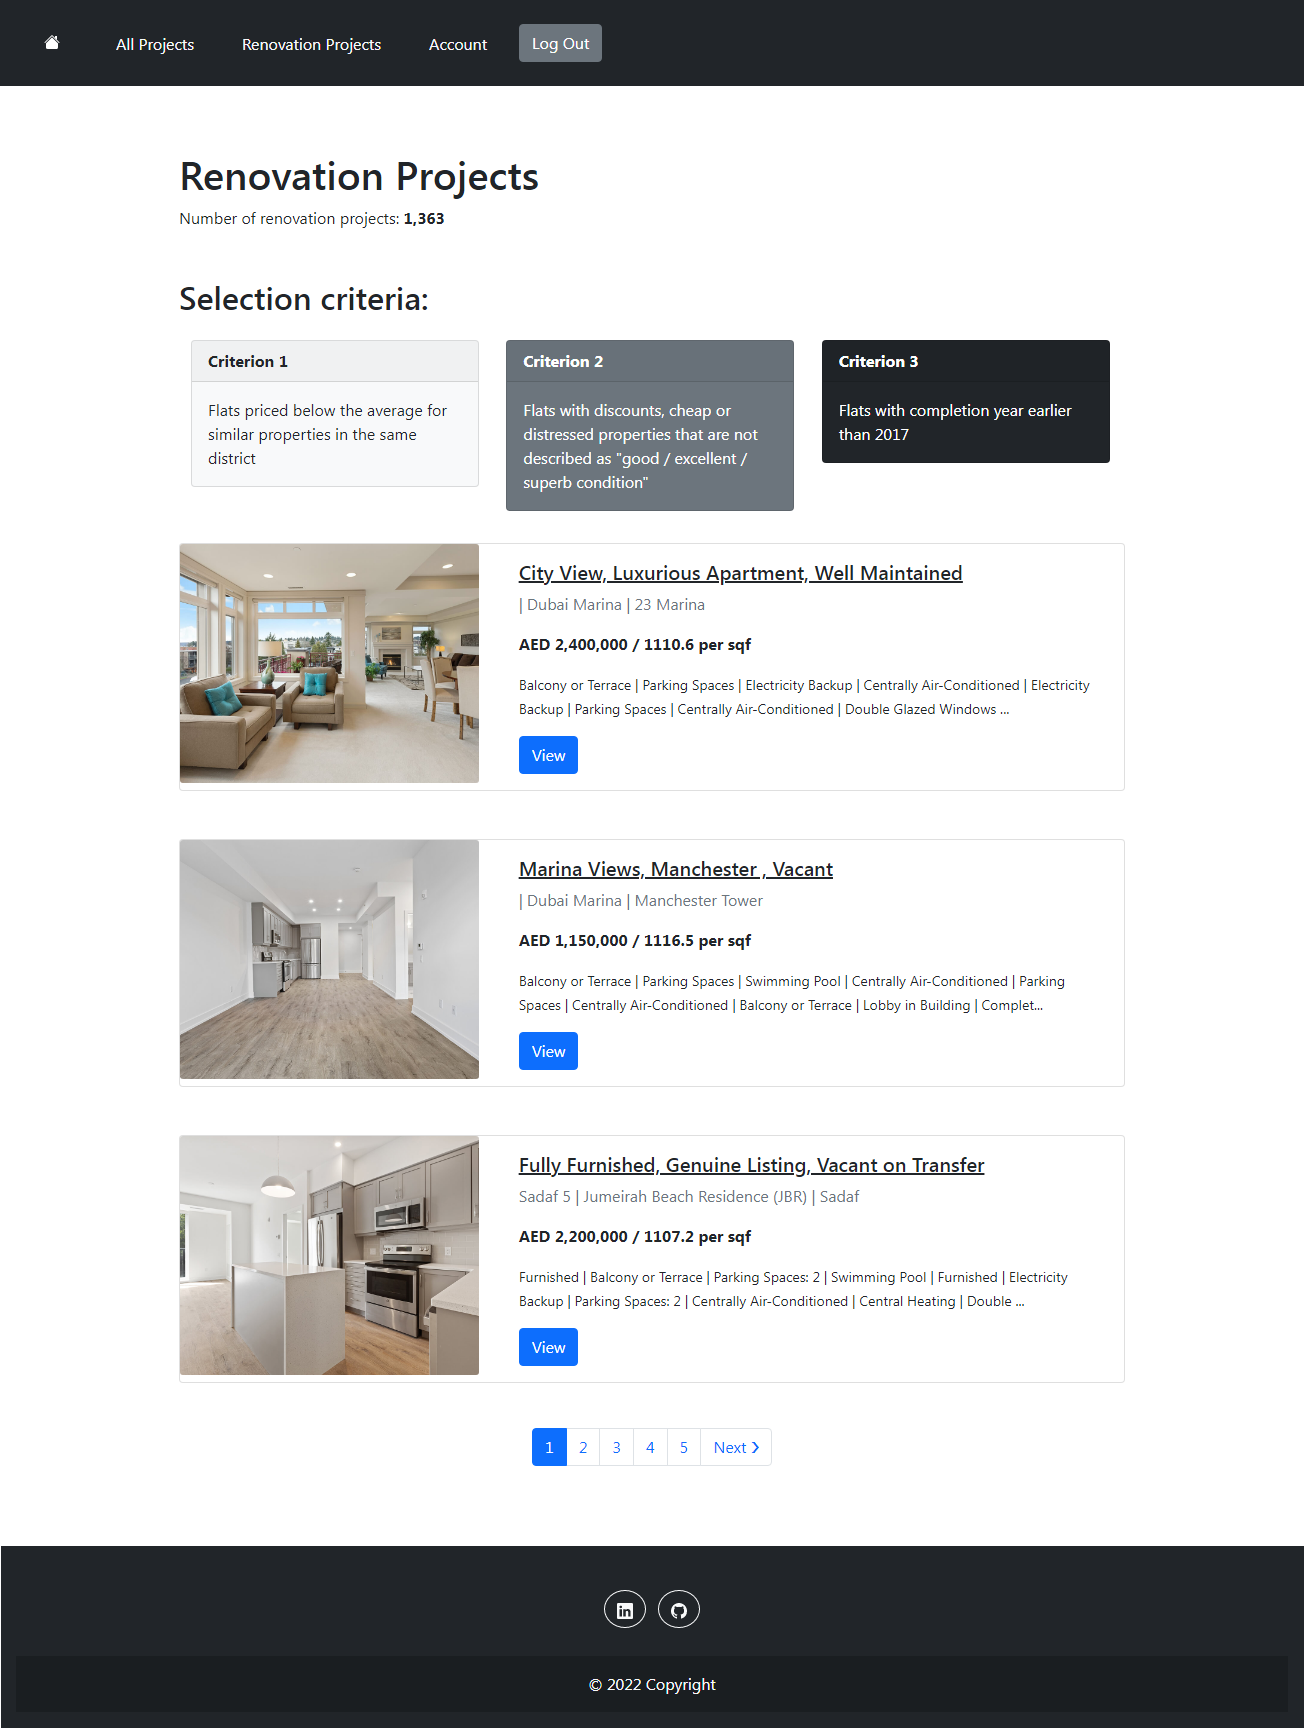 All Projects
Renovation Projects
Account
Log Out
Renovation Projects
Number of renovation projects: 1,363
Selection criteria:
Criterion 1
Flats priced below the average for
similar properties in the same
district
Criterion 2
Flats with discounts, cheap or
distressed properties that are not
described as "good / excellent /
superb condition"
Criterion 3
Flats with completion year earlier
than 2017
City View, Luxurious Apartment, Well Maintained
| Dubai Marina | 23 Marina
AED 2,400,000 / 1110.6 per sqf
Balcony or Terrace | Parking Spaces | Electricity Backup | Centrally Air-Conditioned | Electricity
Backup | Parking Spaces | Centrally Air-Conditioned | Double Glazed Windows ...
View
Marina Views, Manchester , Vacant
| Dubai Marina | Manchester Tower
AED 1,150,000 / 1116.5 per sqf
Balcony or Terrace | Parking Spaces | Swimming Pool | Centrally Air-Conditioned | Parking
Spaces | Centrally Air-Conditioned | Balcony or Terrace | Lobby in Building | Complet...
View
Fully Furnished, Genuine Listing, Vacant on Transfer
Sadaf 5 | Jumeirah Beach Residence (JBR) | Sadaf
AED 2,200,000 / 1107.2 per sqf
Furnished | Balcony or Terrace | Parking Spaces: 2 | Swimming Pool | Furnished | Electricity
Backup | Parking Spaces: 2 | Centrally Air-Conditioned | Central Heating | Double ...
View
1 2 3 4 5 Next ❯
in
© 2022 Copyright